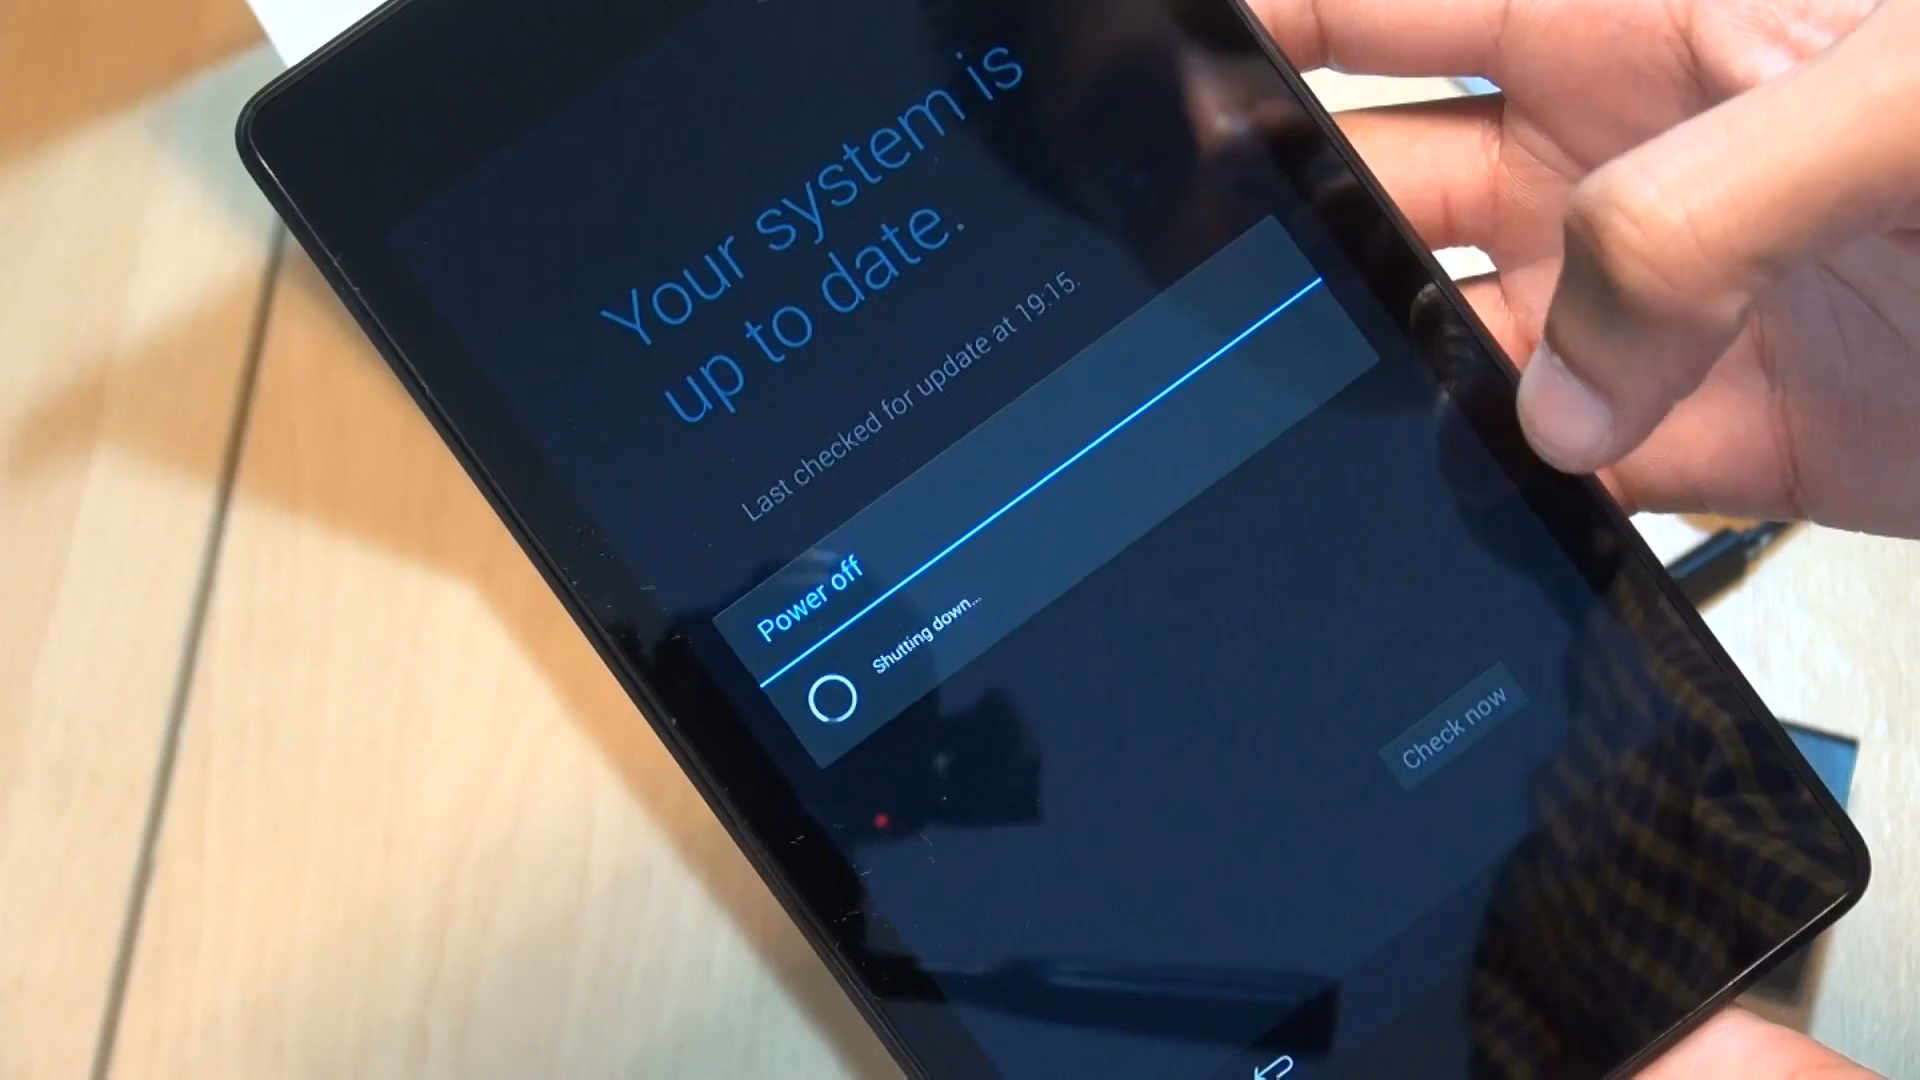 Your system is
up to date.
Last checked for update at 19:15.
Power off
Shutting down...
Check now